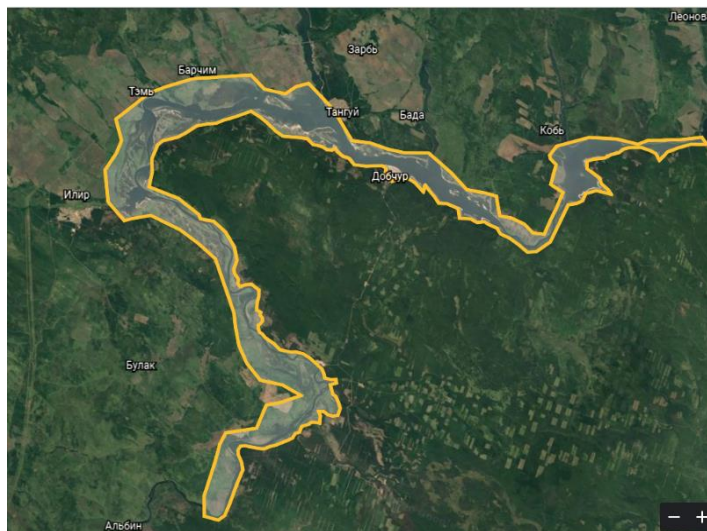 Леонов
Зарбь
Барчим
Тэмь
Тангуй
Бада
Кобь
Добчур
Илир
Булак
Альбин